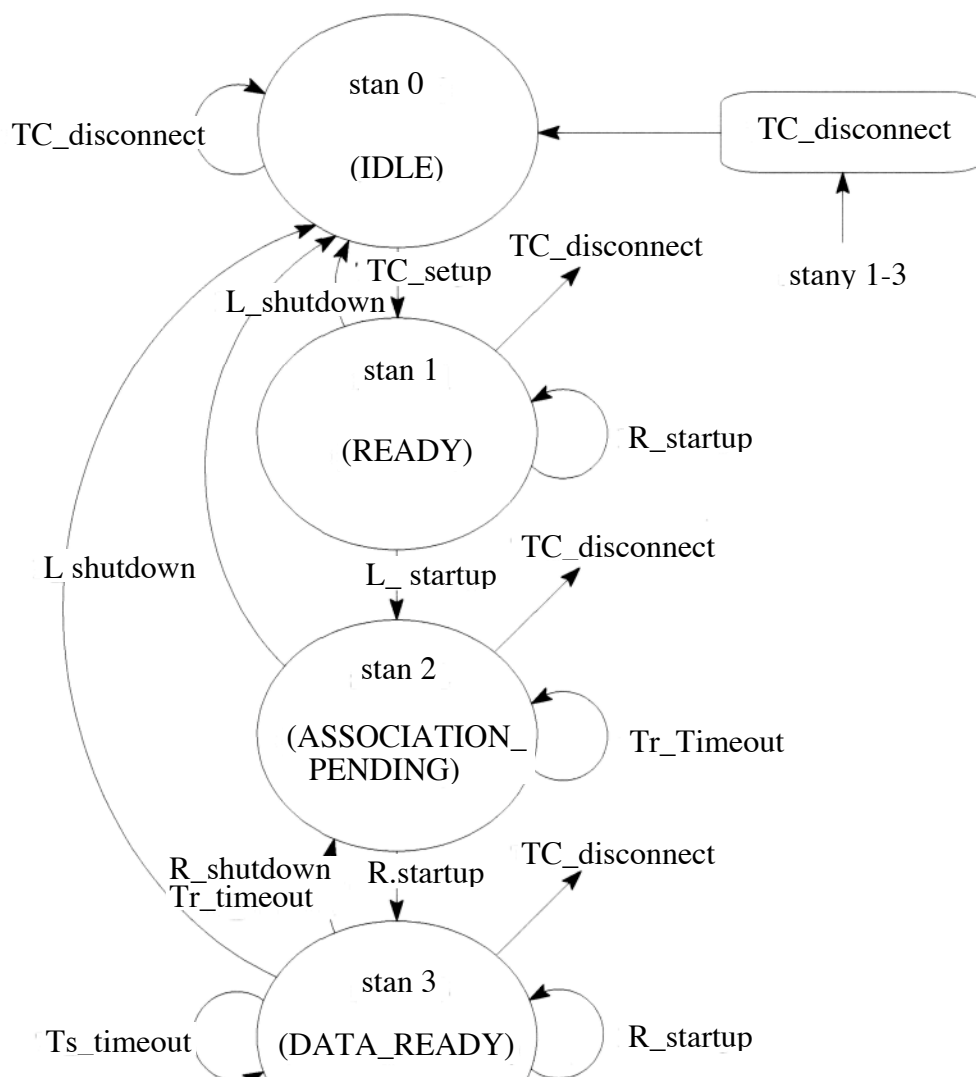 stan 0
(IDLE)
TC_disconnect
TC_disconnect
stany 1-3
TC_setup
TC_disconnect
L_shutdown
stan 1
(READY)
R_startup
L shutdown
L_ startup
TC_disconnect
stan 2
(ASSOCIATION_
PENDING)
Tr_Timeout
R_shutdown
Tr_timeout
R.startup
TC_disconnect
stan 3
(DATA_READY)
Ts_timeout
R_startup